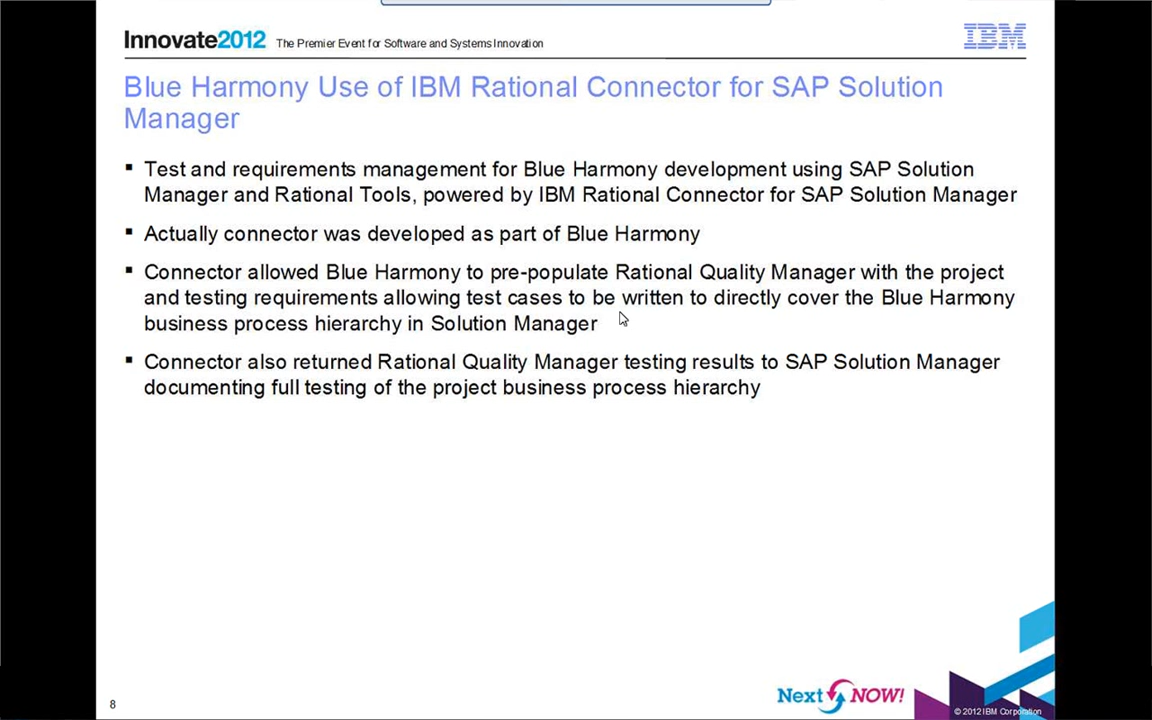 Innovate2012 The Premier Event for Software and Systems Innovation IBM
Blue Harmony Use of IBM Rational Connector for SAP Solution
Manager
▪ Test and requirements management for Blue Harmony development using SAP Solution
Manager and Rational Tools, powered by IBM Rational Connector for SAP Solution Manager
▪ Actually connector was developed as part of Blue Harmony
▪ Connector allowed Blue Harmony to pre-populate Rational Quality Manager with the project
and testing requirements allowing test cases to be written to directly cover the Blue Harmony
business process hierarchy in Solution Manager
▪ Connector also returned Rational Quality Manager testing results to SAP Solution Manager
documenting full testing of the project business process hierarchy
8
Next NOW!
© 2012 IBM Corporation